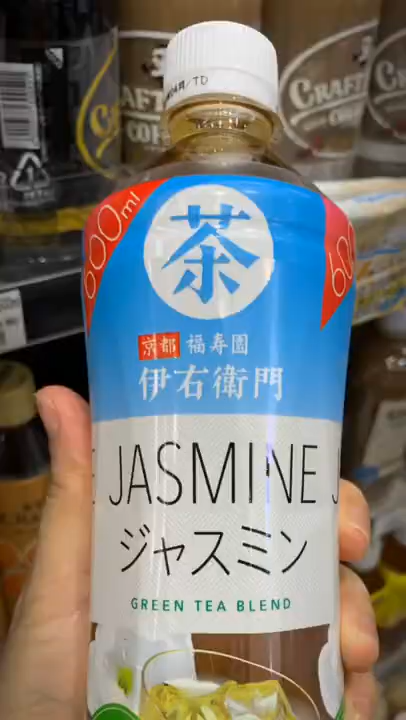 600ml
茶
京都 福寿園
伊右衛門
JASMINE
ジャスミン
GREEN TEA BLEND
CRAFT